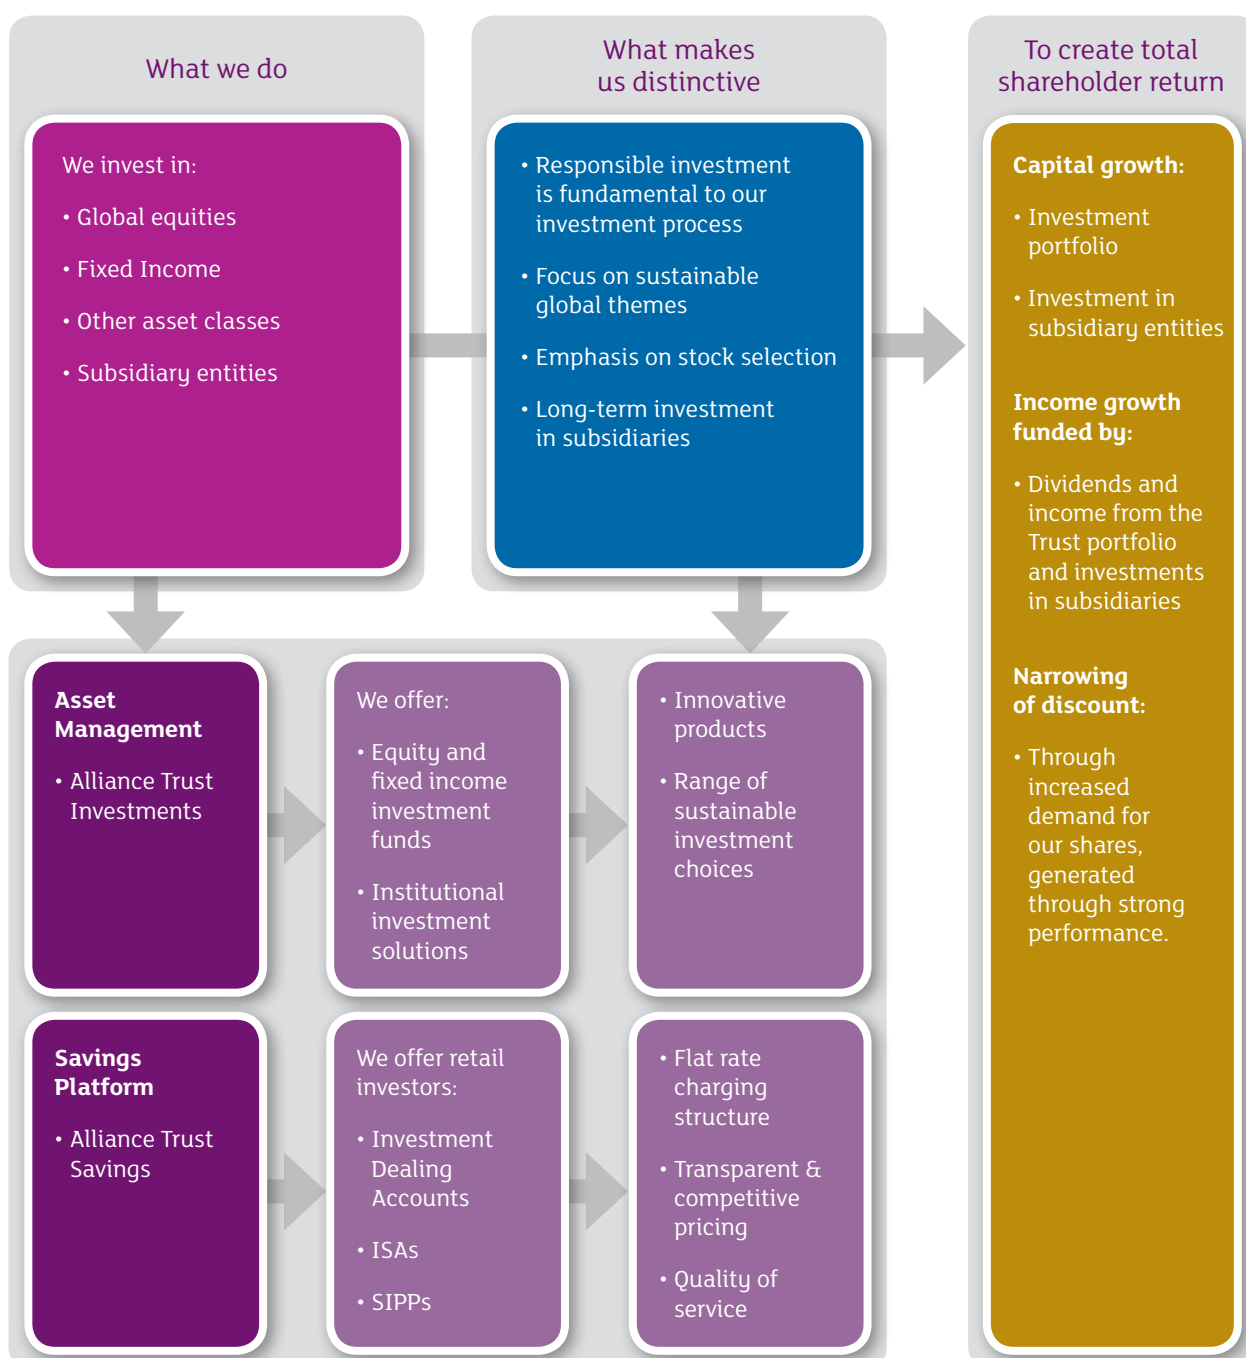 What we do
We invest in:
• Global equities
• Fixed Income
• Other asset classes
• Subsidiary entities
What makes
us distinctive
• Responsible investment
is fundamental to our
investment process
• Focus on sustainable
global themes
• Emphasis on stock selection
• Long-term investment
in subsidiaries
To create total
shareholder return
Capital growth:
• Investment
portfolio
• Investment in
subsidiary entities
Income growth
funded by:
• Dividends and
income from the
Trust portfolio
and investments
in subsidiaries
Narrowing
of discount:
• Through
increased
demand for
our shares,
generated
through strong
performance.
Asset
Management
• Alliance Trust
Investments
We offer:
• Equity and
fixed income
investment
funds
• Institutional
investment
solutions
• Innovative
products
• Range of
sustainable
investment
choices
Savings
Platform
• Alliance Trust
Savings
We offer retail
investors:
• Investment
Dealing
Accounts
• ISAs
• SIPPs
• Flat rate
charging
structure
• Transparent &
competitive
pricing
• Quality of
service